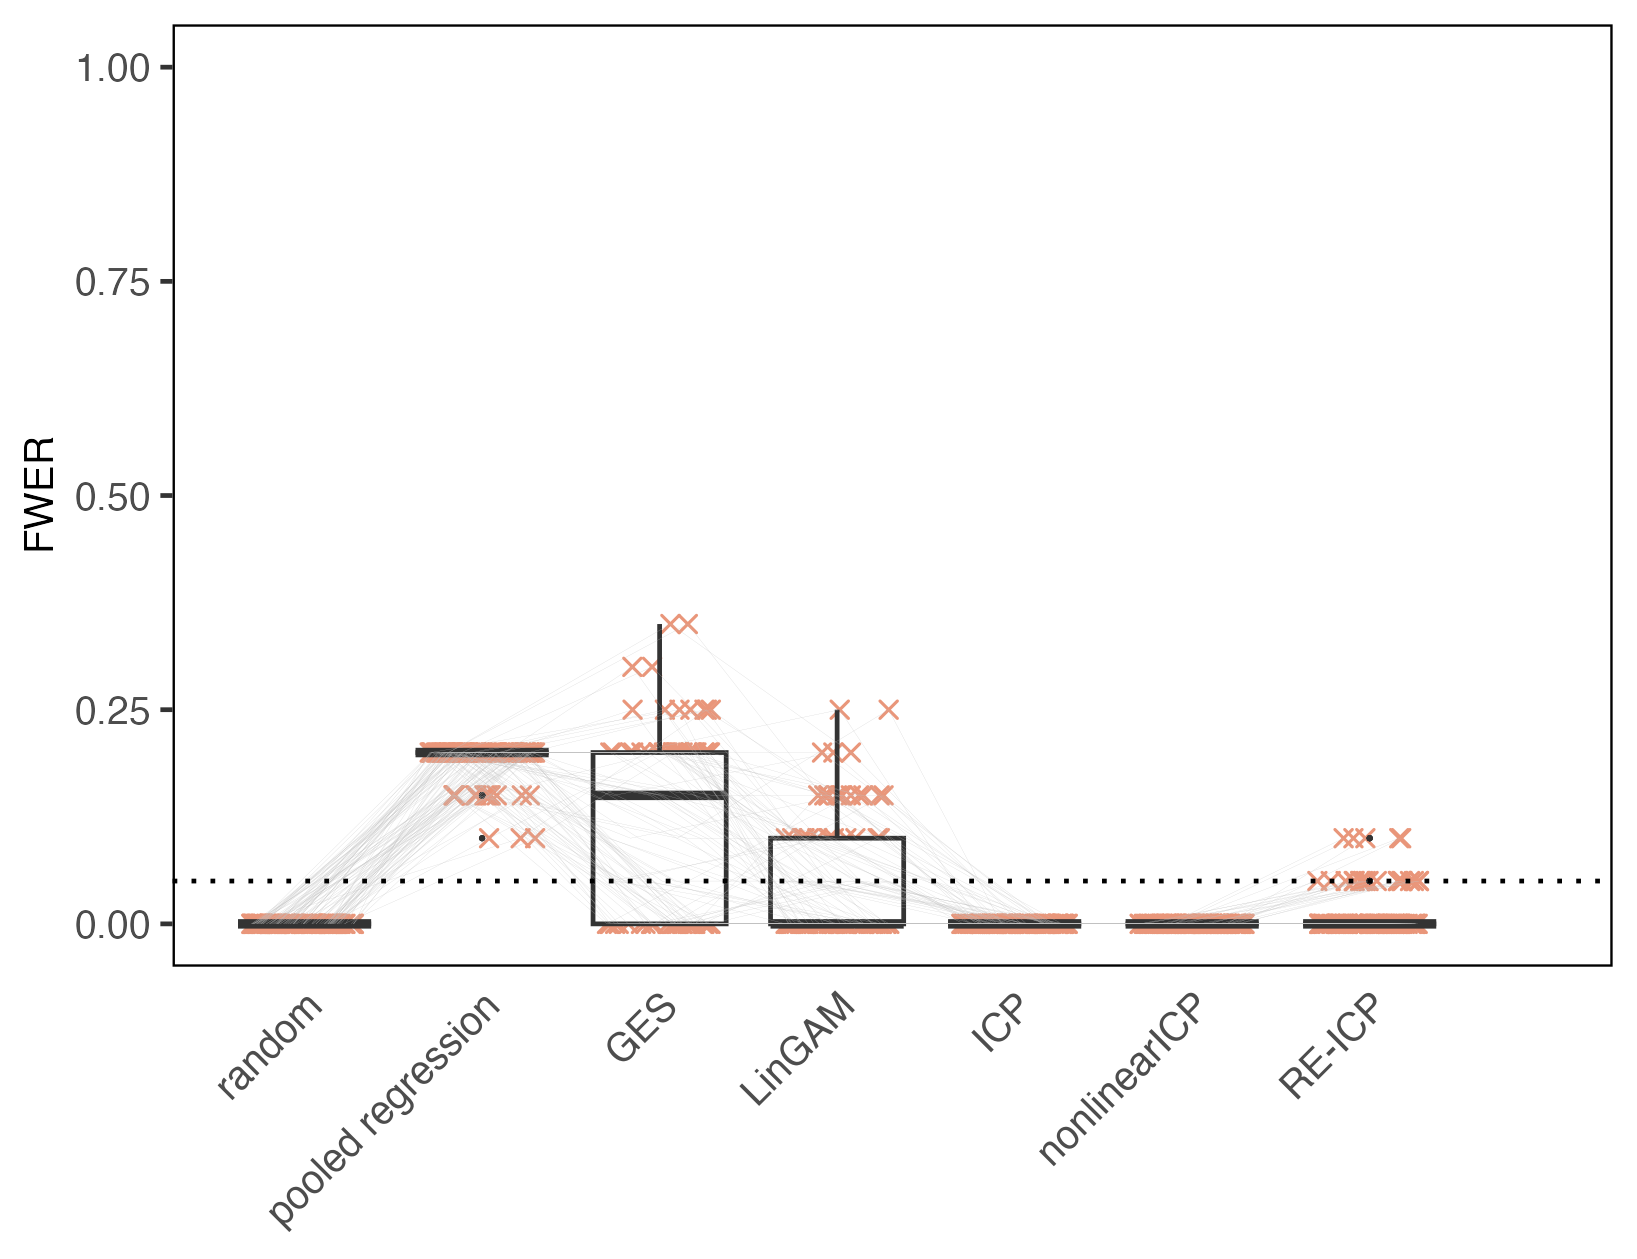 1.00
0.75
0.50
0.25
0.00
FWER
random
pooled regression
GES
LinGAM
ICP
nonlinearICP
RE-ICP